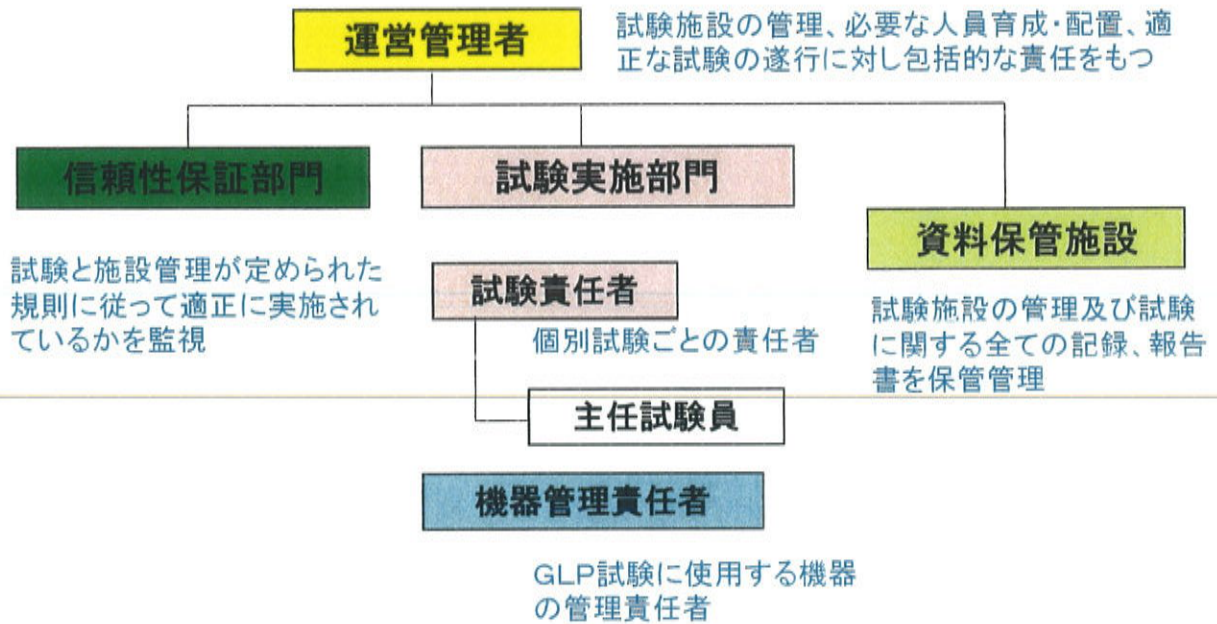 運営管理者
試験施設の管理、必要な人員育成・配置、適
正な試験の遂行に対し包括的な責任をもつ
信頼性保証部門
試験と施設管理が定められた
規則に従って適正に実施され
ているかを監視
試験実施部門
試験責任者
個別試験ごとの責任者
主任試験員
機器管理責任者
GLP試験に使用する機器
の管理責任者
資料保管施設
試験施設の管理及び試験
に関する全ての記録、報告
書を保管管理